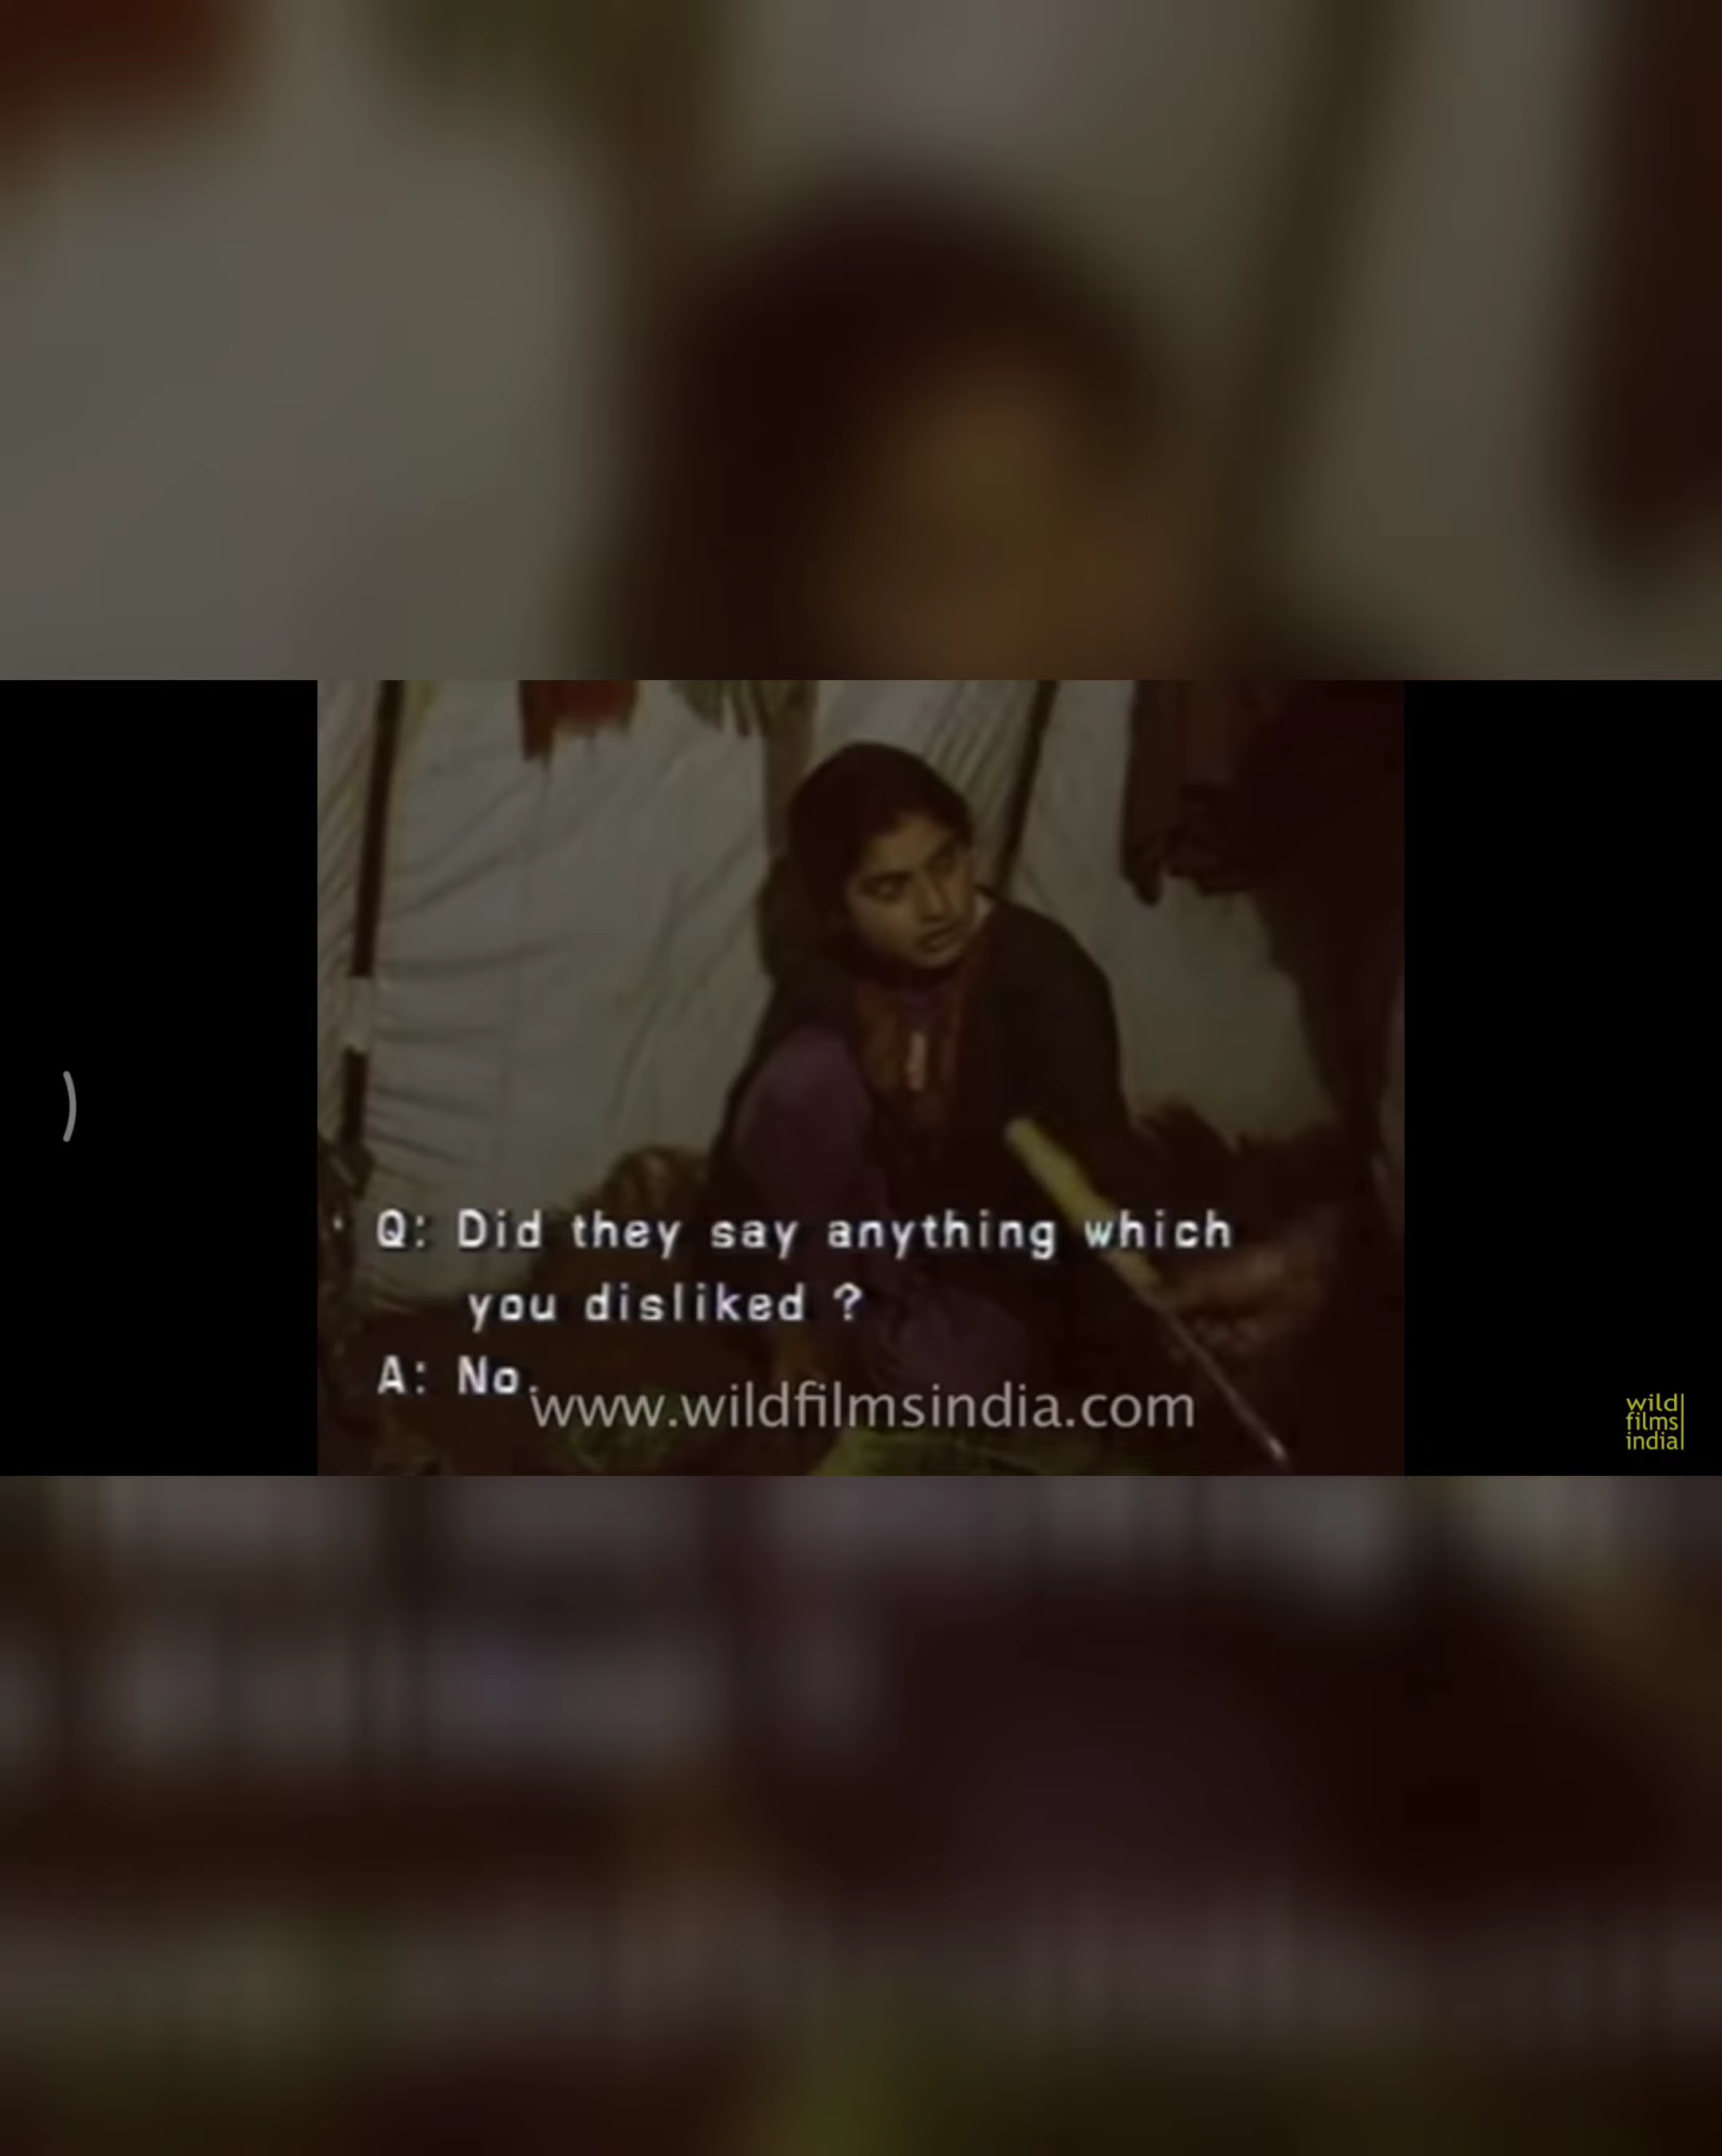 Q: Did they say anything which
you disliked ?
A: No.
www.wildfilmsindia.com
wild
films
india